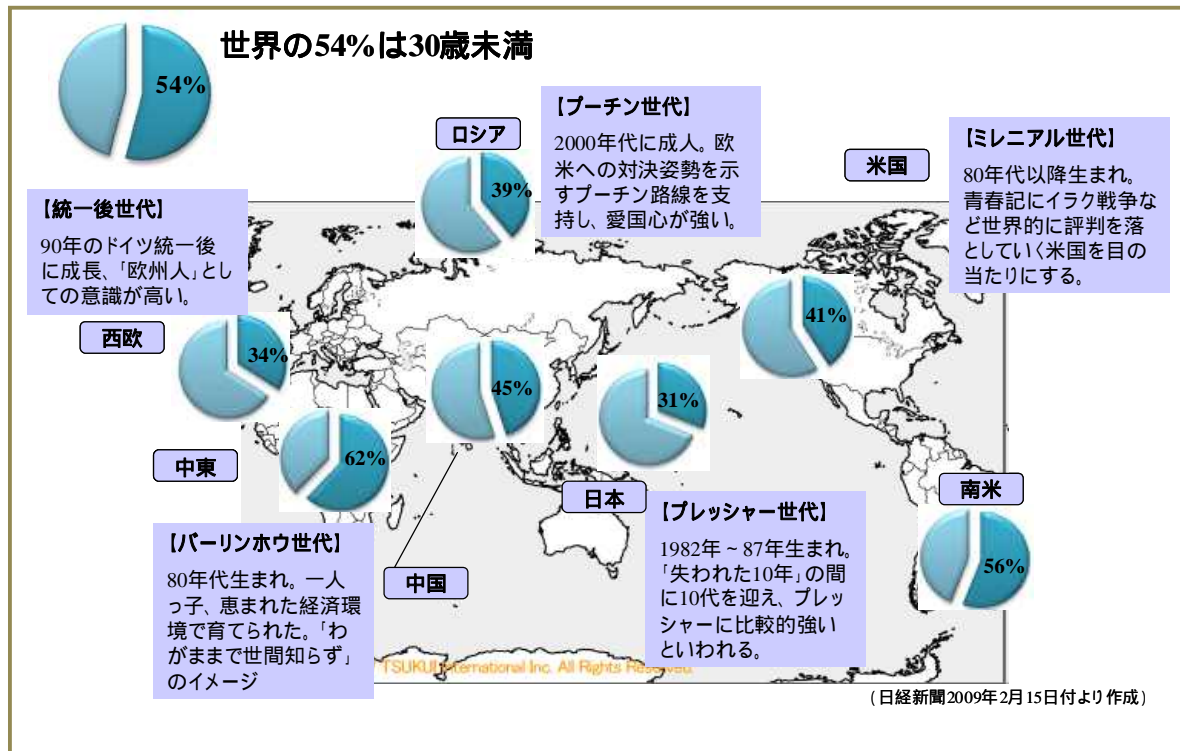 世界の54%は30歳未満
54%
ロシア
39%
【プーチン世代】
2000年代に成人。欧
米への対決姿勢を示
すプーチン路線を支
持し、愛国心が強い。
米国
41%
【ミレニアル世代】
80年代以降生まれ。
青春記にイラク戦争な
ど世界的に評判を落
としていく米国を目の
当たりにする。
【統一後世代】
90年のドイツ統一後
に成長、「欧州人」とし
ての意識が高い。
西欧
34%
45%
31%
中東
62%
日本
南米
56%
【バーリンホウ世代】
80年代生まれ。一人
っ子、恵まれた経済環
境で育てられた。「わ
がままで世間知らず」
のイメージ
中国
【プレッシャー世代】
1982年~87年生まれ。
「失われた10年」の間
に10代を迎え、プレッ
シャーに比較的強い
といわれる。
TSUKUI International Inc. All Rights Reserved.
(日経新聞2009年2月15日付より作成)